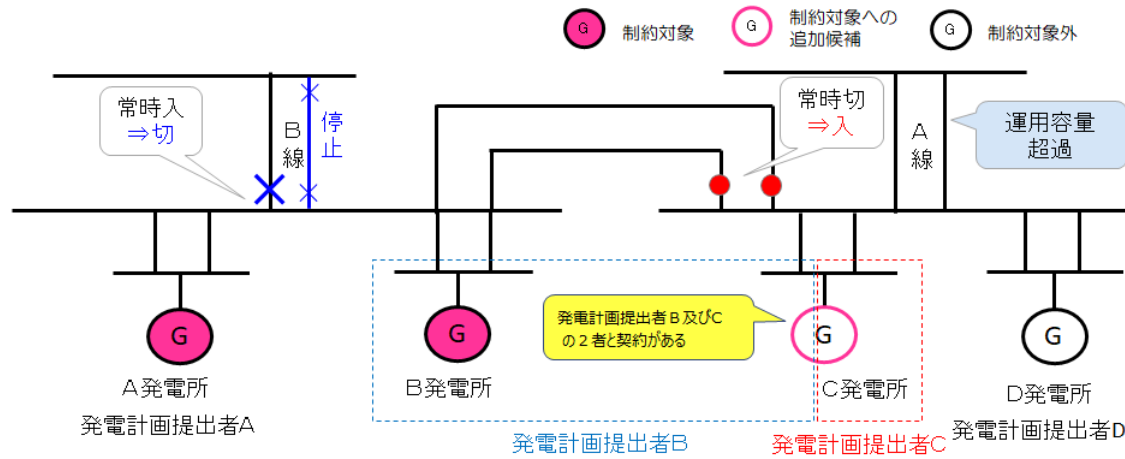 G
制約対象
G
制約対象への
追加候補
G
制約対象外
常時入
⇒切
B線
停止
常時切
⇒入
A線
運用容量
超過
発電計画提出者B及びC
の2者と契約がある
G
G
G
G
A発電所
発電計画提出者A
B発電所
C発電所
D発電所
発電計画提出者D
発電計画提出者B
発電計画提出者C